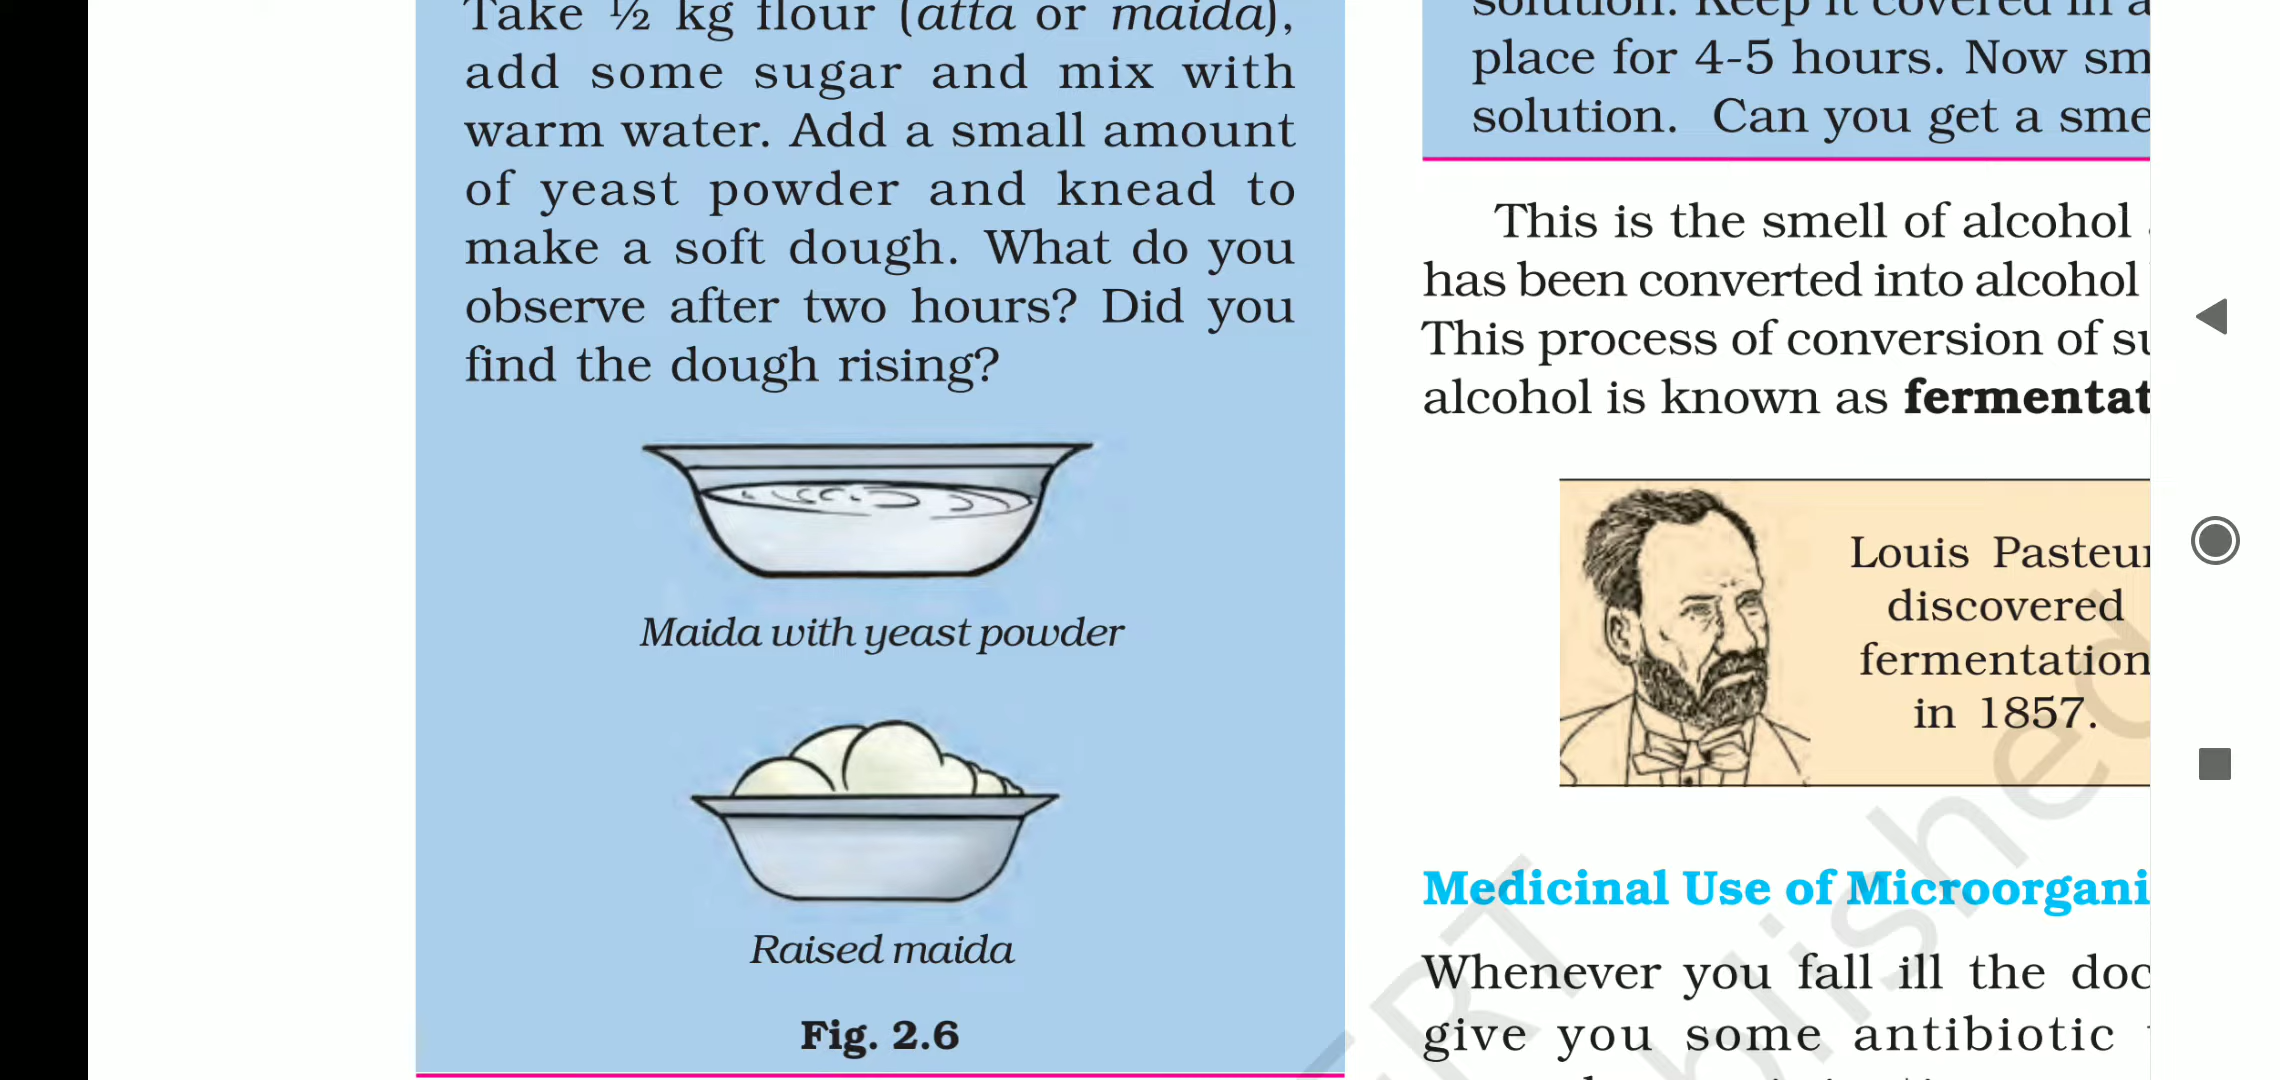 Take ½ kg flour (atta or maida),
add some sugar and mix with
warm water. Add a small amount
of yeast powder and knead to
make a soft dough. What do you
observe after two hours? Did you
find the dough rising?
Maida with yeast powder
Raised maida
Fig. 2.6
solution. Keep it covered in a
place for 4-5 hours. Now sm
solution. Can you get a sme
This is the smell of alcohol
has been converted into alcohol
This process of conversion of su
alcohol is known as fermentat
Louis Pasteur
discovered
fermentation
in 1857.
Medicinal Use of Microorgani
Whenever you fall ill the doc
give you some antibiotic